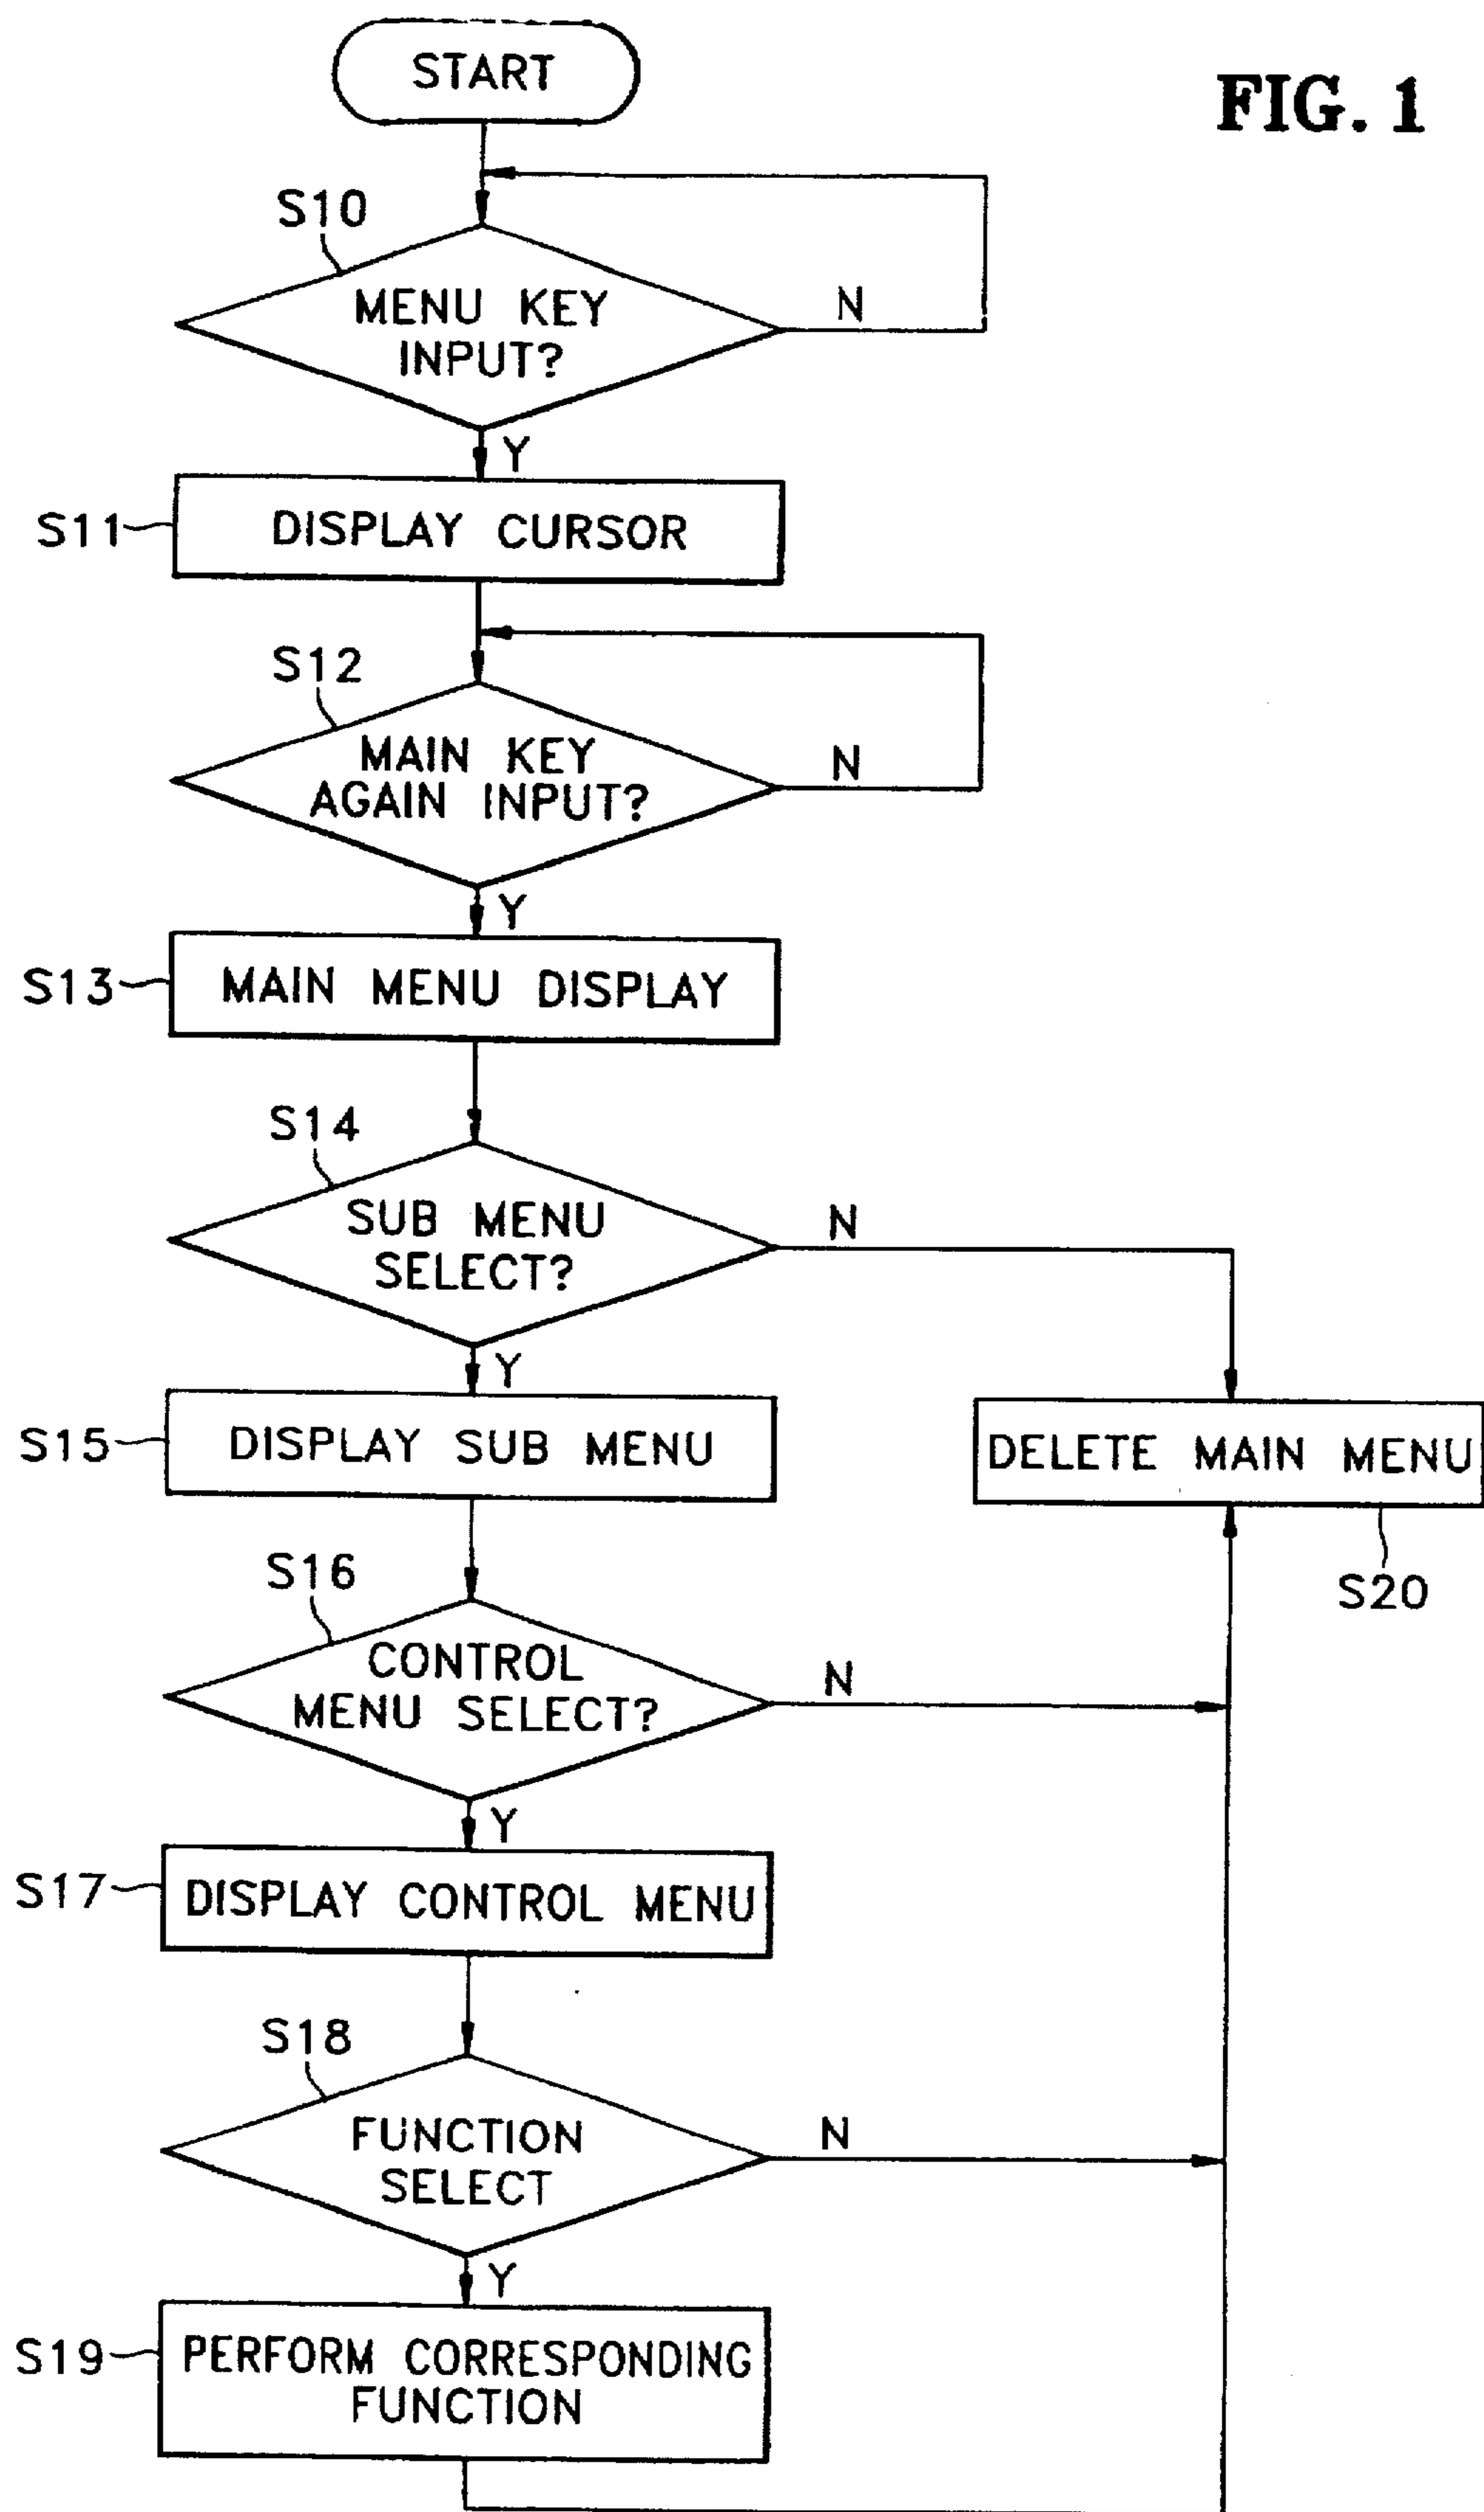 START
FIG. 1
S10
MENU KEY
INPUT?
N
Y
S11
DISPLAY CURSOR
S12
MAIN KEY
AGAIN INPUT?
N
Y
S13
MAIN MENU DISPLAY
S14
SUB MENU
SELECT?
N
Y
S15
DISPLAY SUB MENU
DELETE MAIN MENU
S20
S16
CONTROL
MENU SELECT?
N
Y
S17
DISPLAY CONTROL MENU
S18
FUNCTION
SELECT
N
Y
S19
PERFORM CORRESPONDING
FUNCTION